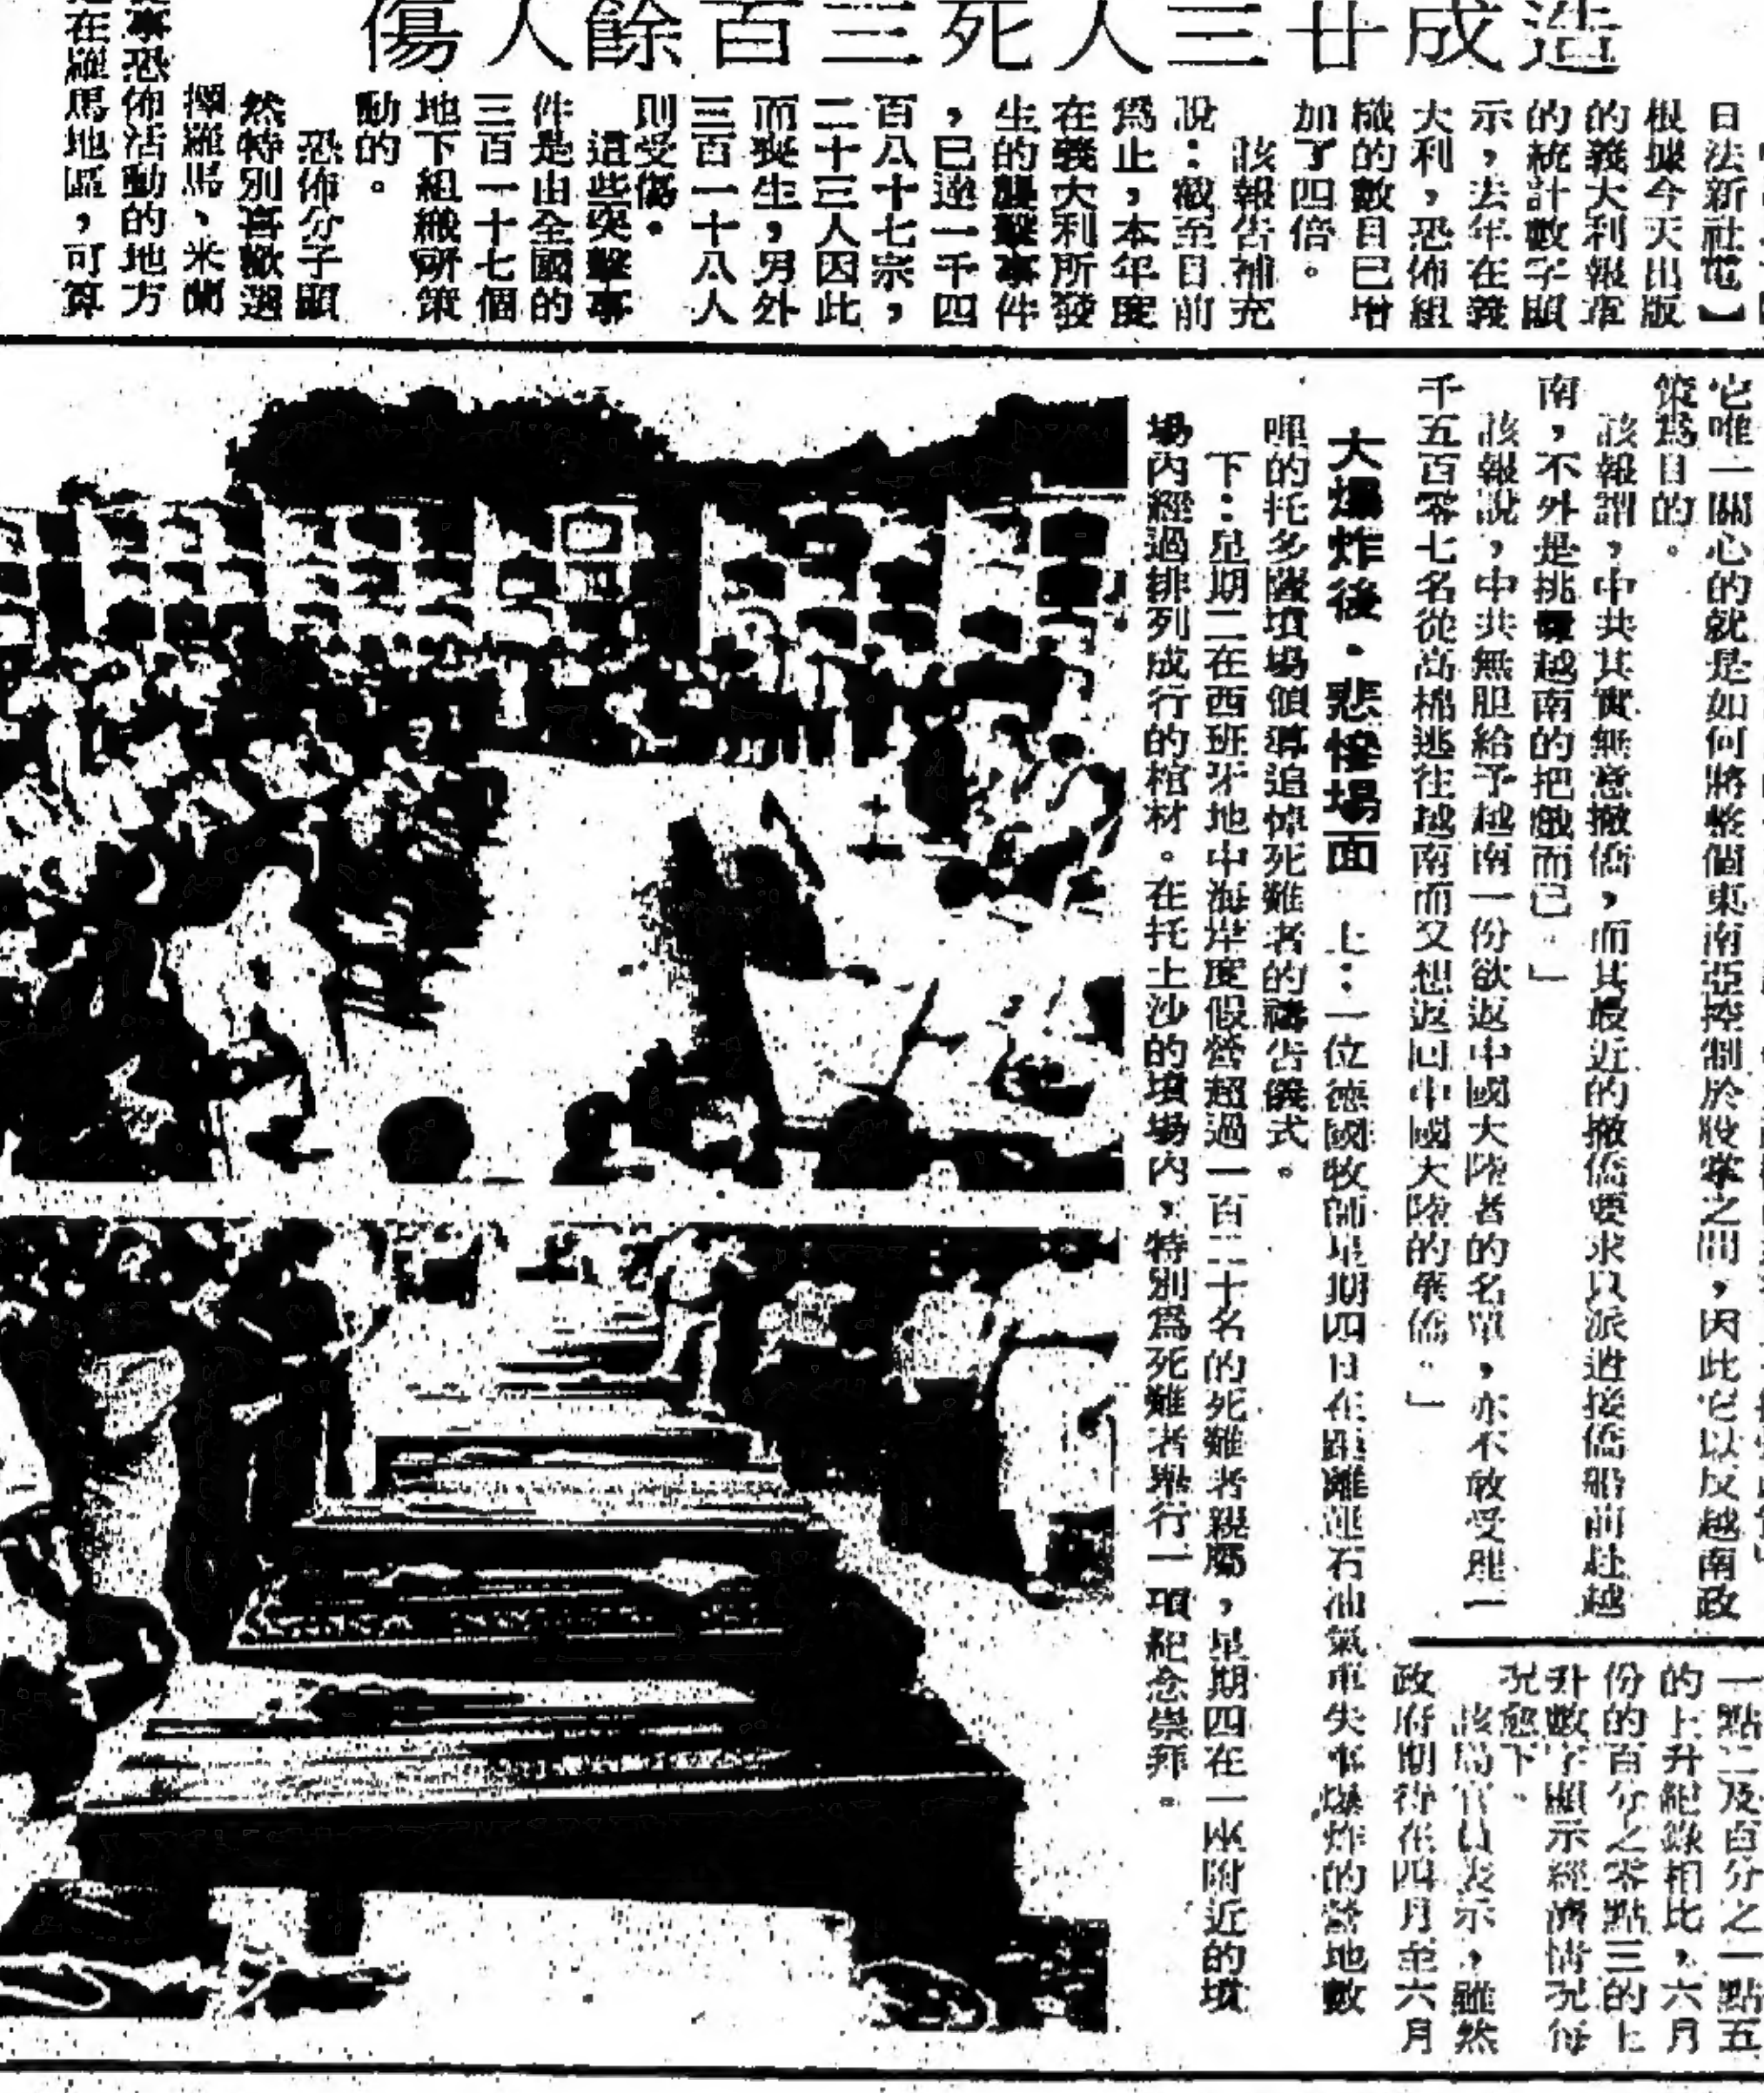 造成廿三人死三百餘人傷
日法新社電】
根據今天出版
的義大利報章
的統計數字顯
示，去年在義
大利，恐佈組
織的數目已增
加了四倍。
該報告補充
說：截至目前
為止，本年度
在義大利所發
生的襲擊事件
，已達一千四
百八十七宗，
二十三人因此
而喪生，男外
三百一十八人
則受傷。
這些突擊事
件是由全國的
三百一十七個
地下組織所策
動的。
恐佈分子顯
然特別喜歡選
擇羅馬、米蘭
事恐佈活動的地方
在羅馬地區，可算
它唯一關心的就是如何將整個東南亞控制於股掌之間，因此它以反越南政
策為目的。
該報謂，中共其實無意撤僑，而其最近的撤僑要求只派遊接僑船前赴越
南，不外是挑釁越南的把戲而已。」
該報說，中共無胆給予越南一份欲返中國大陸者的名單，亦不敢受理一
千五百零七名從高棉逃往越南而又想返回中國大陸的華僑。」
大爆炸後·悲慘場面 上：一位德國牧師星期四日在距離運石油氣車失事爆炸的營地數
哩的托多薩墳場領導追悼死難者的禱告儀式。
下：星期二在西班牙地中海岸度假營超過一百二十名的死難者親屬，星期四在一座附近的墳
場內經過排列成行的棺材。在托土沙的墳場內，特別為死難者舉行一項紀念崇拜。
一點二及百分之一點五
的上升紀錄相比，六月
份的百分之零點三的上
升數字顯示經濟情況每
況愈下。
該局官員表示，雖然
政府期待在四月至六月